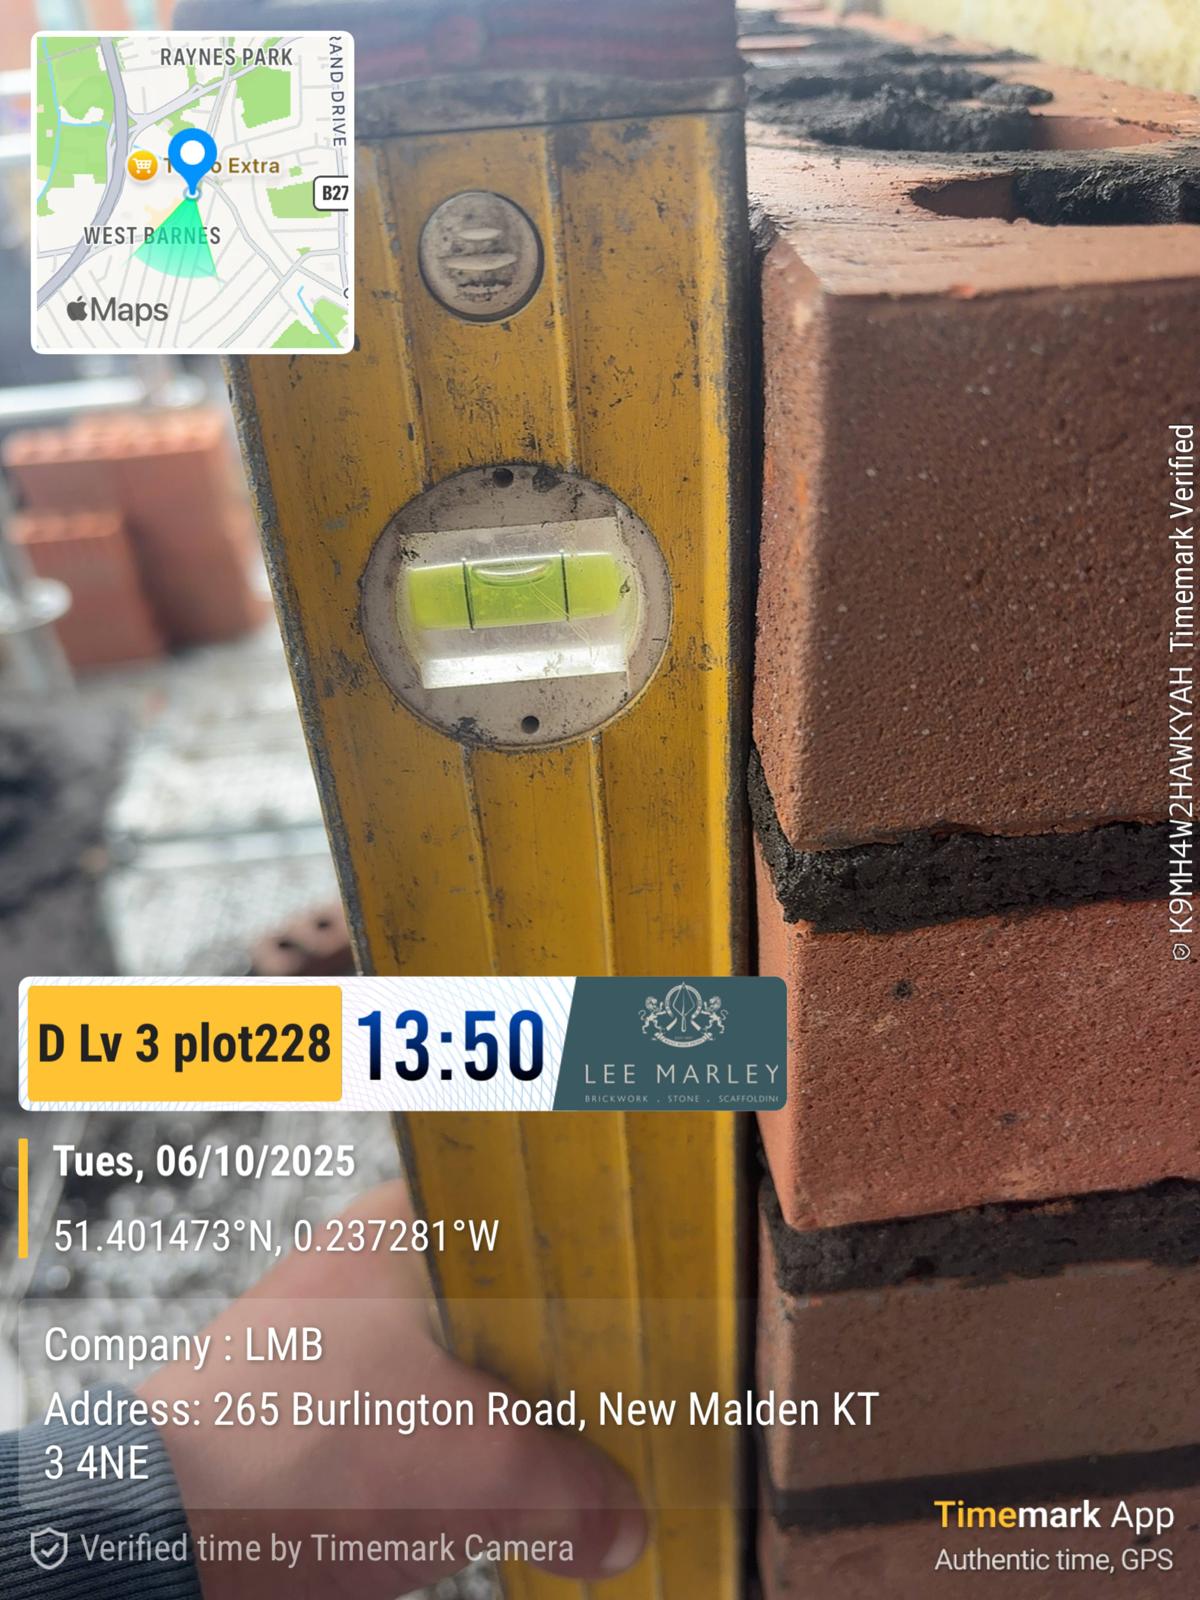 RAYNES PARK
RAND DRIVE
Extra
B27
WEST BARNES
Maps
K9MH4W2HAWKYAH Timemark Verified
D Lv 3 plot228
13:50
LEE MARLEY
BRICKWORK . STONE . SCAFFOLDIN
Tues, 06/10/2025
51.401473°N, 0.237281°W
Company : LMB
Address: 265 Burlington Road, New Malden KT
3 4NE
Verified time by Timemark Camera
Timemark App
Authentic time, GPS